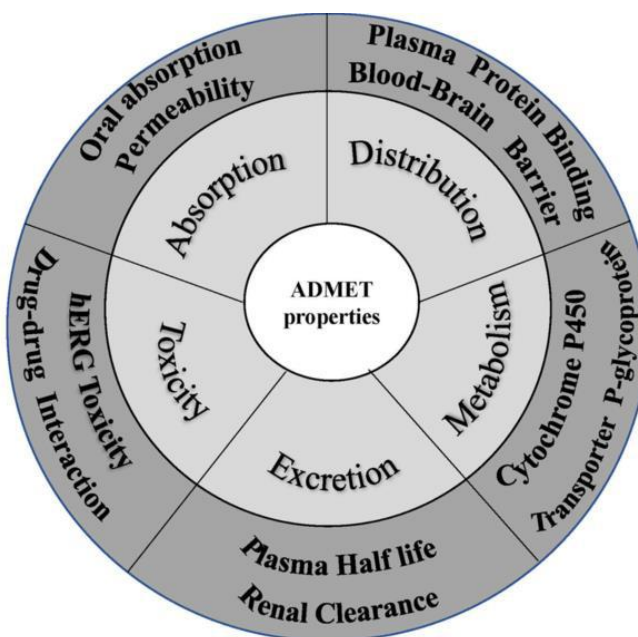 ADMET
properties
Absorption
Oral absorption
Permeability
Distribution
Plasma Protein Binding
Blood-Brain Barrier
Metabolism
Cytochrome P450
Transporter P-glycoprotein
Excretion
Plasma Half life
Renal Clearance
Toxicity
hERG Toxicity
Drug-drug Interaction